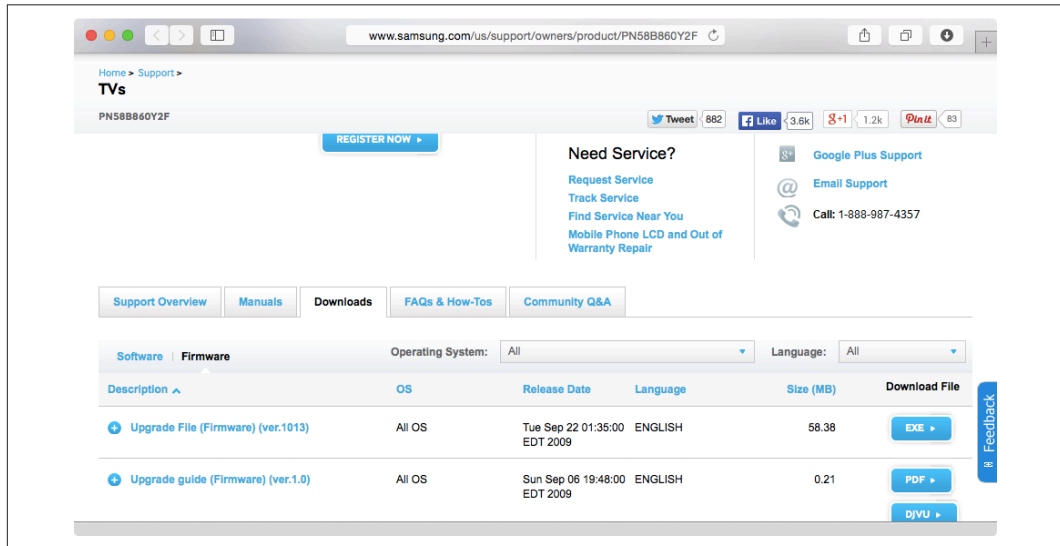 www.samsung.com/us/support/owners/product/PN58B860Y2F
Home > Support >
TVs
PN58B860Y2F
Tweet 882
Like 3.6k
g+1 1.2k
Pin it 83
REGISTER NOW
Need Service?
Request Service
Track Service
Find Service Near You
Mobile Phone LCD and Out of
Warranty Repair
Google Plus Support
Email Support
Call: 1-888-987-4357
Support Overview Manuals Downloads FAQs & How-Tos Community Q&A
Software | Firmware Operating System: All Language: All
Description OS Release Date Language Size (MB) Download File
Upgrade File (Firmware) (ver.1013) All OS Tue Sep 22 01:35:00 ENGLISH 58.38 EXE
EDT 2009
Upgrade guide (Firmware) (ver.1.0) All OS Sun Sep 06 19:48:00 ENGLISH 0.21 PDF
EDT 2009
DJVU
Feedback